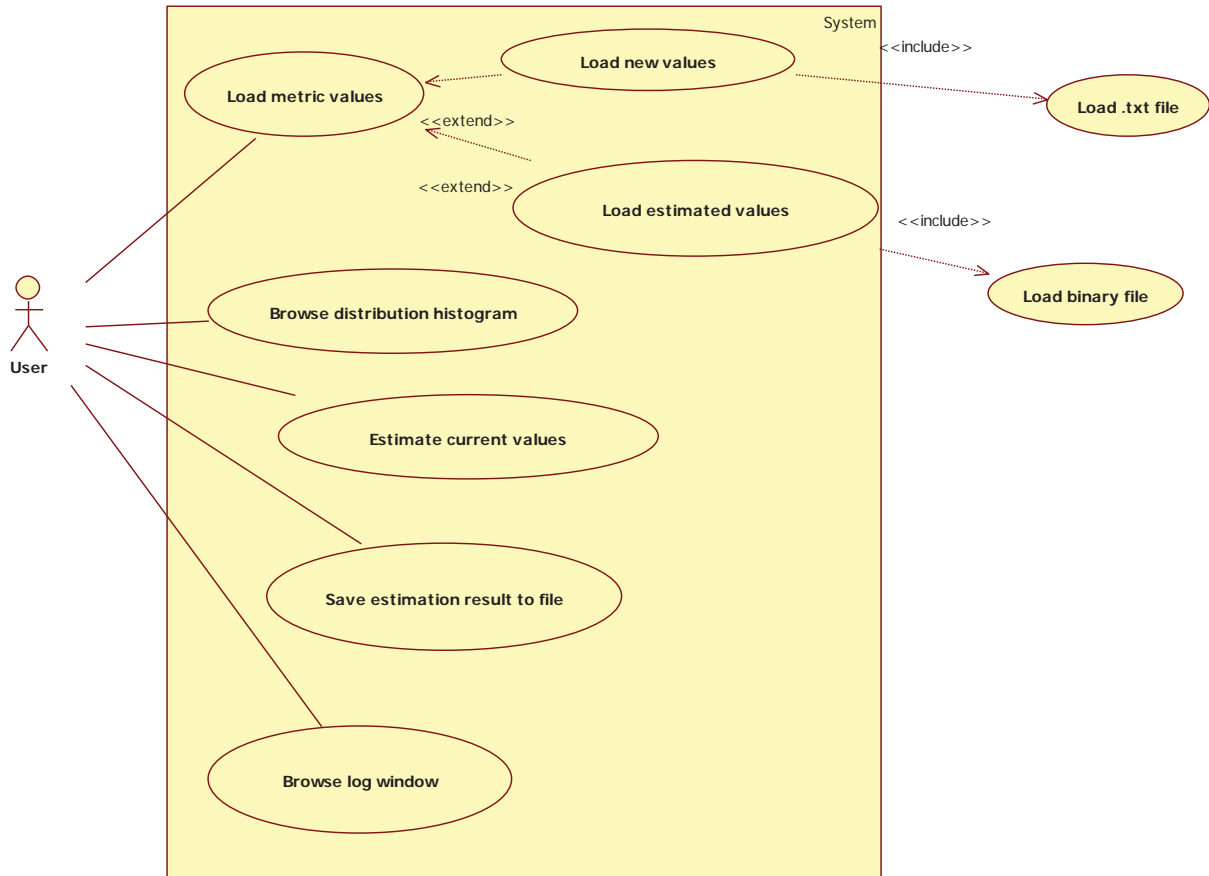 System
<<include>>
Load new values
Load metric values
Load .txt file
<<extend>>
<<extend>>
Load estimated values
<<include>>
Load binary file
Browse distribution histogram
User
Estimate current values
Save estimation result to file
Browse log window